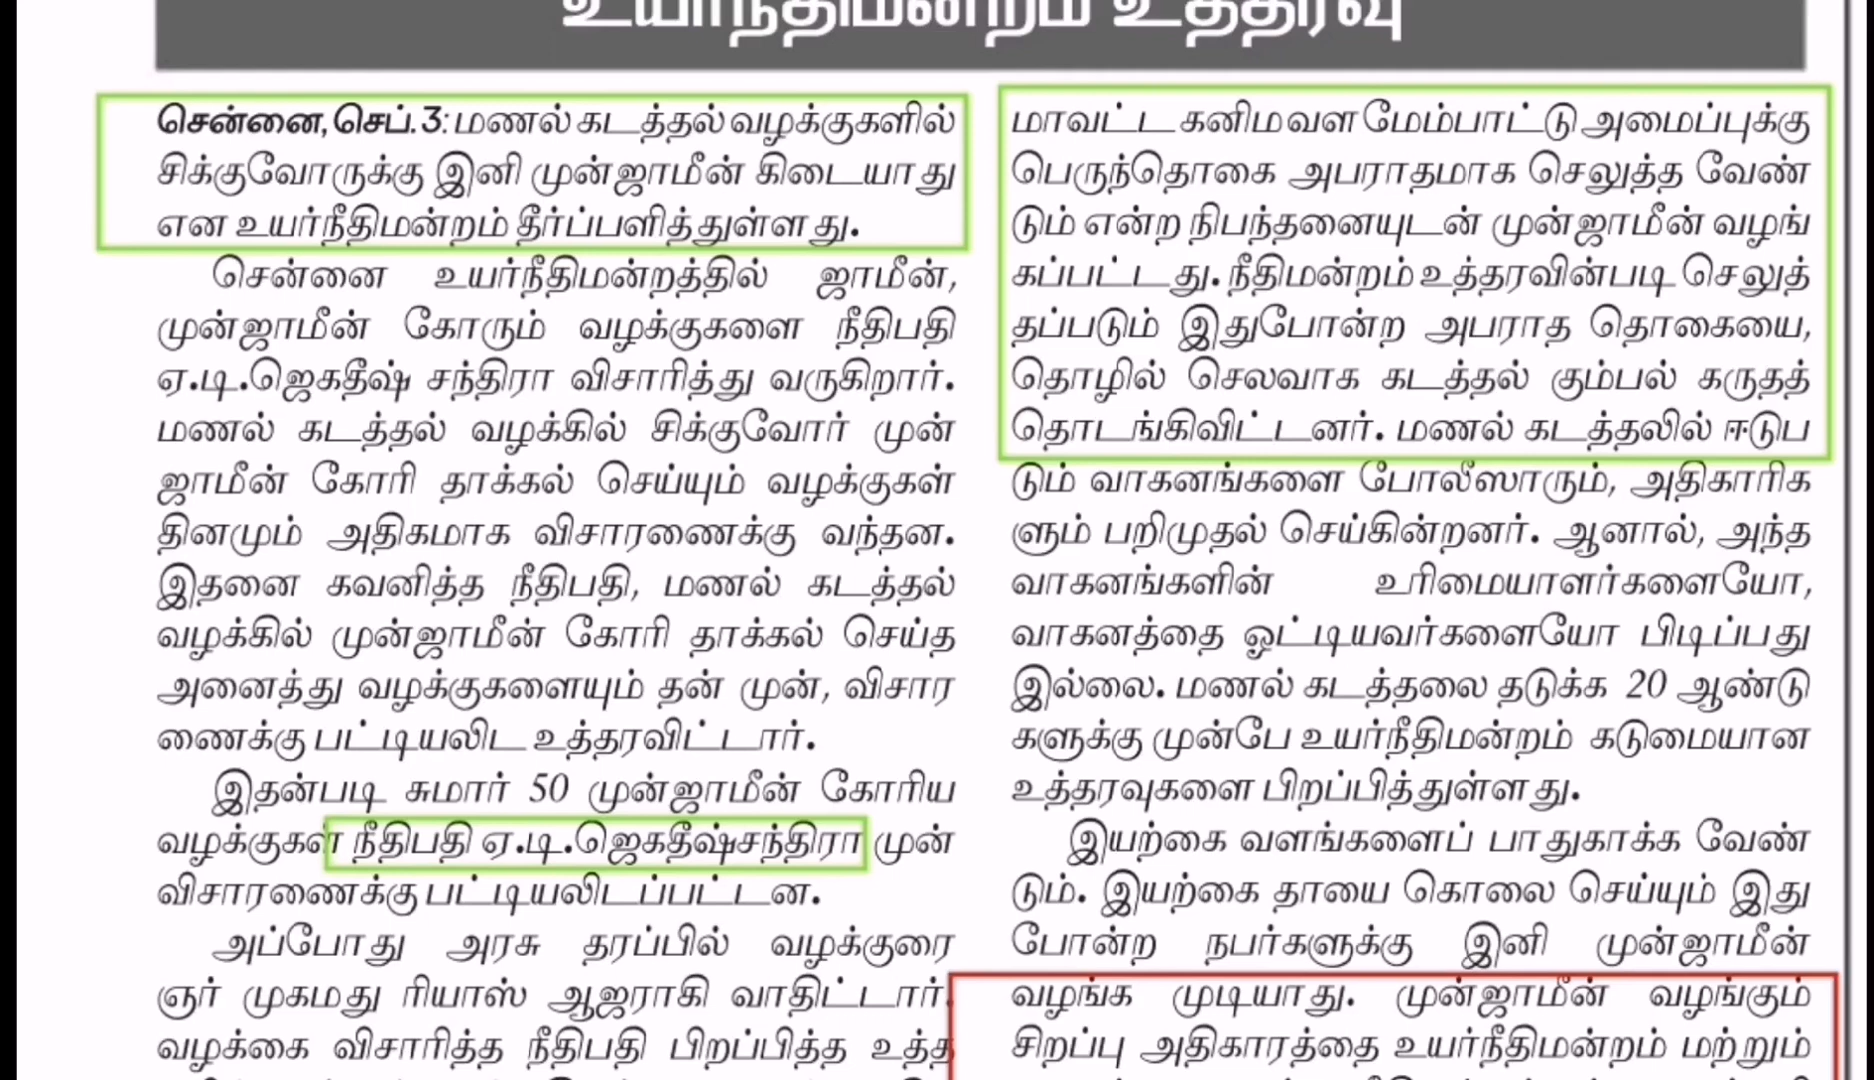 உயர்நீதிமன்றம் உத்தரவு
சென்னை, செப். 3: மணல் கடத்தல் வழக்குகளில்
சிக்குவோருக்கு இனி முன்ஜாமீன் கிடையாது
என உயர்நீதிமன்றம் தீர்ப்பளித்துள்ளது.
சென்னை உயர்நீதிமன்றத்தில் ஜாமீன்,
முன்ஜாமீன் கோரும் வழக்குகளை நீதிபதி
ஏ.டி.ஜெகதீஷ் சந்திரா விசாரித்து வருகிறார்.
மணல் கடத்தல் வழக்கில் சிக்குவோர் முன்
ஜாமீன் கோரி தாக்கல் செய்யும் வழக்குகள்
தினமும் அதிகமாக விசாரணைக்கு வந்தன.
இதனை கவனித்த நீதிபதி, மணல் கடத்தல்
வழக்கில் முன்ஜாமீன் கோரி தாக்கல் செய்த
அனைத்து வழக்குகளையும் தன் முன், விசார
ணைக்கு பட்டியலிட உத்தரவிட்டார்.
இதன்படி சுமார் 50 முன்ஜாமீன் கோரிய
வழக்குகள் நீதிபதி ஏ.டி.ஜெகதீஷ்சந்திரா முன்
விசாரணைக்கு பட்டியலிடப்பட்டன.
அப்போது அரசு தரப்பில் வழக்குரை
ஞர் முகமது ரியாஸ் ஆஜராகி வாதிட்டார்.
வழக்கை விசாரித்த நீதிபதி பிறப்பித்த உத்த
மாவட்ட கனிமவள மேம்பாட்டு அமைப்புக்கு
பெருந்தொகை அபராதமாக செலுத்த வேண்
டும் என்ற நிபந்தனையுடன் முன்ஜாமீன் வழங்
கப்பட்டது. நீதிமன்றம் உத்தரவின்படி செலுத்
தப்படும் இதுபோன்ற அபராத தொகையை,
தொழில் செலவாக கடத்தல் கும்பல் கருதத்
தொடங்கிவிட்டனர். மணல் கடத்தலில் ஈடுப
டும் வாகனங்களை போலீஸாரும், அதிகாரிக
ளும் பறிமுதல் செய்கின்றனர். ஆனால், அந்த
வாகனங்களின் உரிமையாளர்களையோ,
வாகனத்தை ஓட்டியவர்களையோ பிடிப்பது
இல்லை. மணல் கடத்தலை தடுக்க 20 ஆண்டு
களுக்கு முன்பே உயர்நீதிமன்றம் கடுமையான
உத்தரவுகளை பிறப்பித்துள்ளது.
இயற்கை வளங்களைப் பாதுகாக்க வேண்
டும். இயற்கை தாயை கொலை செய்யும் இது
போன்ற நபர்களுக்கு இனி முன்ஜாமீன்
வழங்க முடியாது. முன்ஜாமீன் வழங்கும்
சிறப்பு அதிகாரத்தை உயர்நீதிமன்றம் மற்றும்